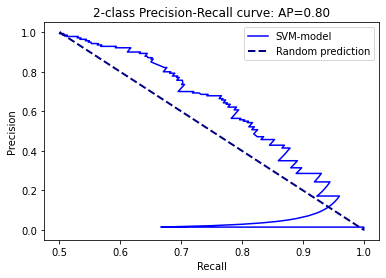 2-class Precision-Recall curve: AP=0.80
SVM-model
Random prediction
Precision
1.0
0.8
0.6
0.4
0.2
0.0
0.5
0.6
0.7
0.8
0.9
1.0
Recall